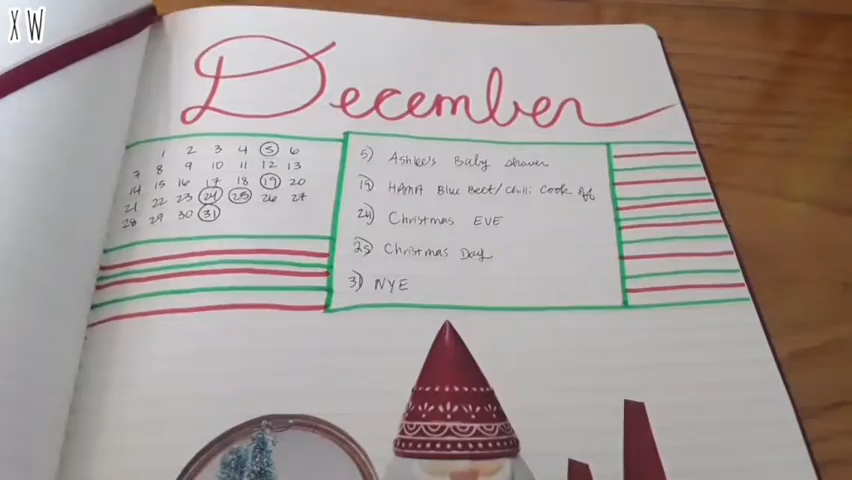 XW
December
1 2 3 4 5 6
7 8 9 10 11 12 13
14 15 16 17 18 19 20
21 22 23 24 25 26 27
28 29 30 31
5) Ashlee's Baby Shower
19) HAMA Blue Beet/Chilli Cook Off
24) Christmas EVE
25) Christmas Day
31) NYE